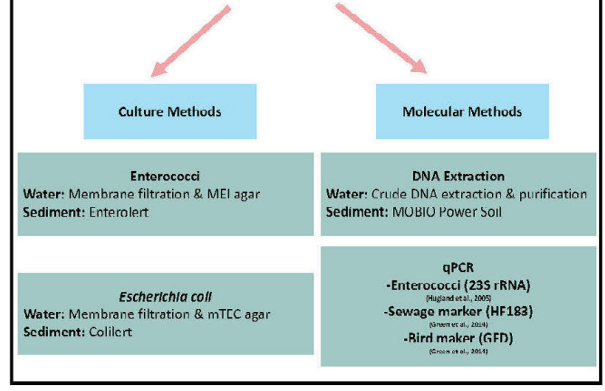 Culture Methods
Molecular Methods
Enterococci
Water: Membrane filtration & MEI agar
Sediment: Enterolert
DNA Extraction
Water: Crude DNA extraction & purification
Sediment: MOBIO Power Soil
Escherichia coli
Water: Membrane filtration & mTEC agar
Sediment: Colilert
qPCR
-Enterococci (23S rRNA)
(Hugland et al., 2005)
-Sewage marker (HF183)
(Green et al., 2014)
-Bird maker (GFD)
(Green et al., 2014)